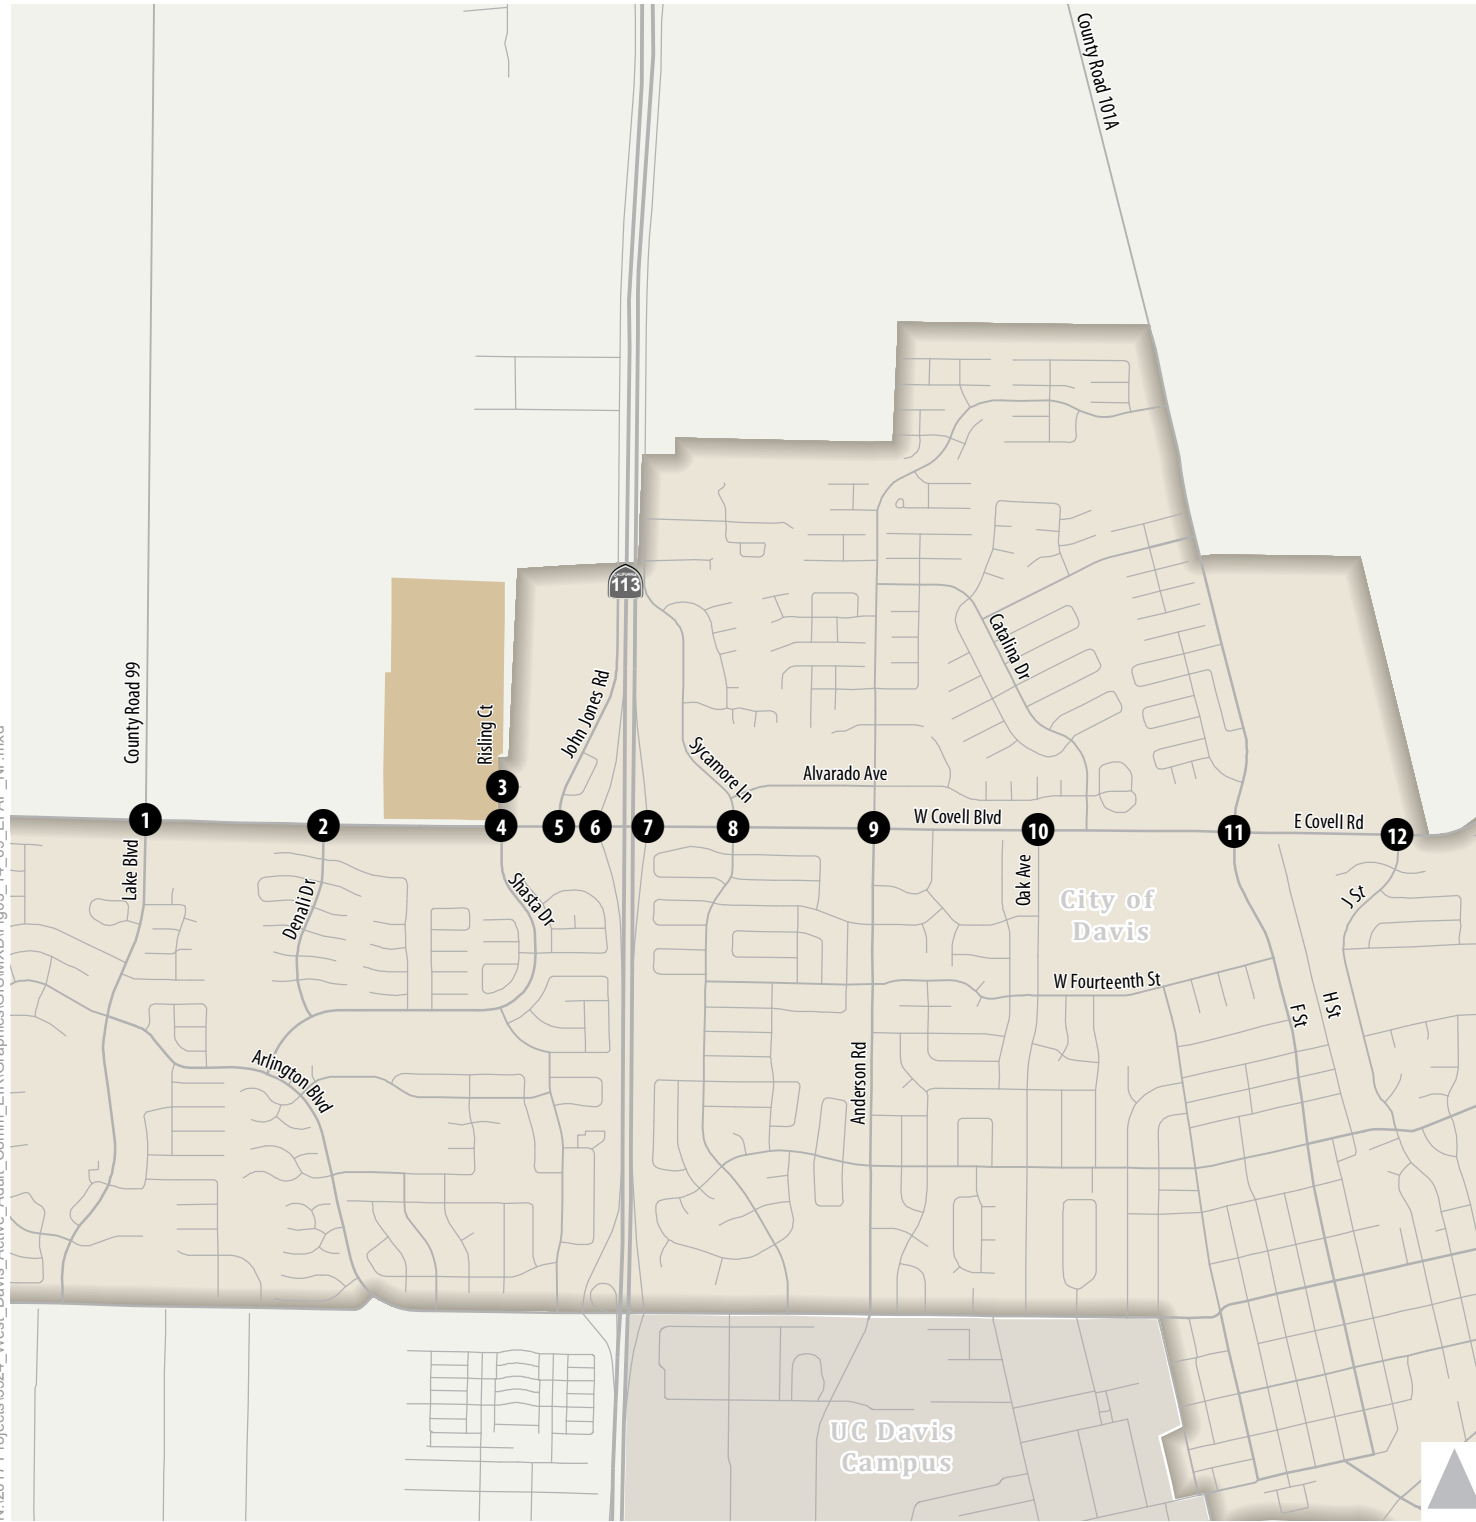 County Road 101A
CALIFORNIA
113
Catalina Dr
County Road 99
John Jones Rd
Risling Ct
Sycamore Ln
Alvarado Ave
3
W Covell Blvd
E Covell Rd
1
2
4
5
6
7
8
9
10
11
12
Lake Blvd
Denali Dr
Shasta Dr
Oak Ave
City of
Davis
J St
W Fourteenth St
F St
H St
Arlington Blvd
Anderson Rd
UC Davis
Campus